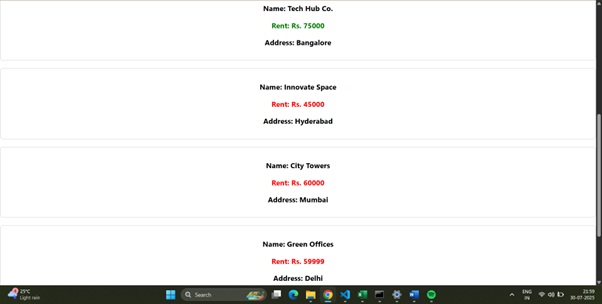 Name: Tech Hub Co.
Rent: Rs. 75000
Address: Bangalore
Name: Innovate Space
Rent: Rs. 45000
Address: Hyderabad
Name: City Towers
Rent: Rs. 60000
Address: Mumbai
Name: Green Offices
Rent: Rs. 59999
Address: Delhi
25°C
Light rain
Search
ENG
IN
21:59
30-07-2025